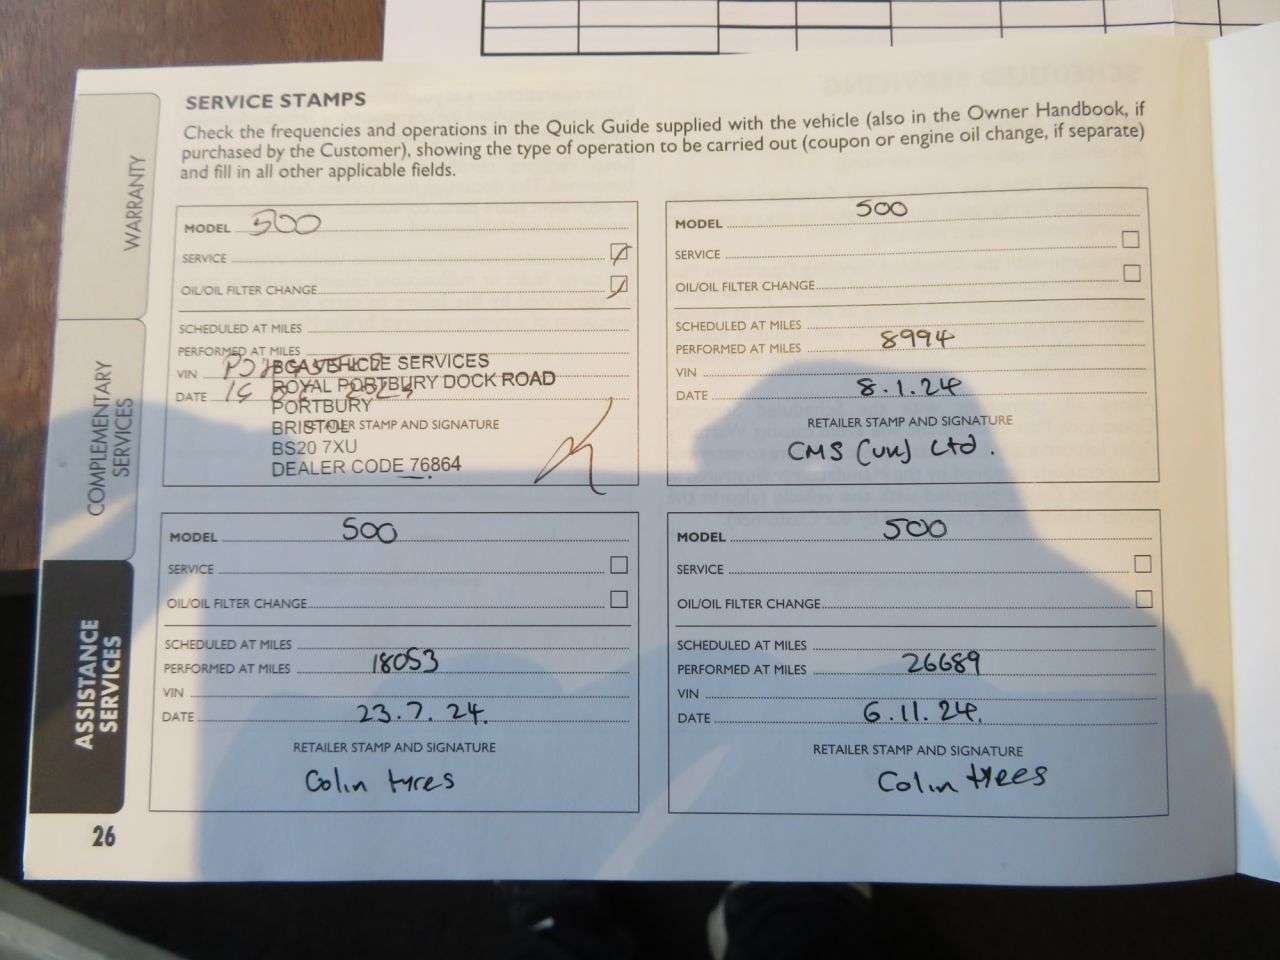 SERVICE STAMPS
Check the frequencies and operations in the Quick Guide supplied with the vehicle (also in the Owner Handbook, if
purchased by the Customer), showing the type of operation to be carried out (coupon or engine oil change, if separate)
and fill in all other applicable fields.
WARRANTY
COMPLEMENTARY
SERVICES
ASSISTANCE
SERVICES
MODEL 500
SERVICE
OIL/OIL FILTER CHANGE
SCHEDULED AT MILES
PERFORMED AT MILES
VIN
DATE
BCA VEHICLE SERVICES
ROYAL PORTBURY DOCK ROAD
PORTBURY
BRISTOL
RETAILER STAMP AND SIGNATURE
BS20 7XU
DEALER CODE 76864
MODEL 500
SERVICE
OIL/OIL FILTER CHANGE
SCHEDULED AT MILES
PERFORMED AT MILES 8994
VIN
DATE 8.1.24
RETAILER STAMP AND SIGNATURE
CMS (UK) Ltd.
MODEL 500
SERVICE
OIL/OIL FILTER CHANGE
SCHEDULED AT MILES
PERFORMED AT MILES 18053
VIN
DATE 23.7.24.
RETAILER STAMP AND SIGNATURE
Colin tyres
MODEL 500
SERVICE
OIL/OIL FILTER CHANGE
SCHEDULED AT MILES
PERFORMED AT MILES 26689
VIN
DATE 6.11.24.
RETAILER STAMP AND SIGNATURE
Colin
26